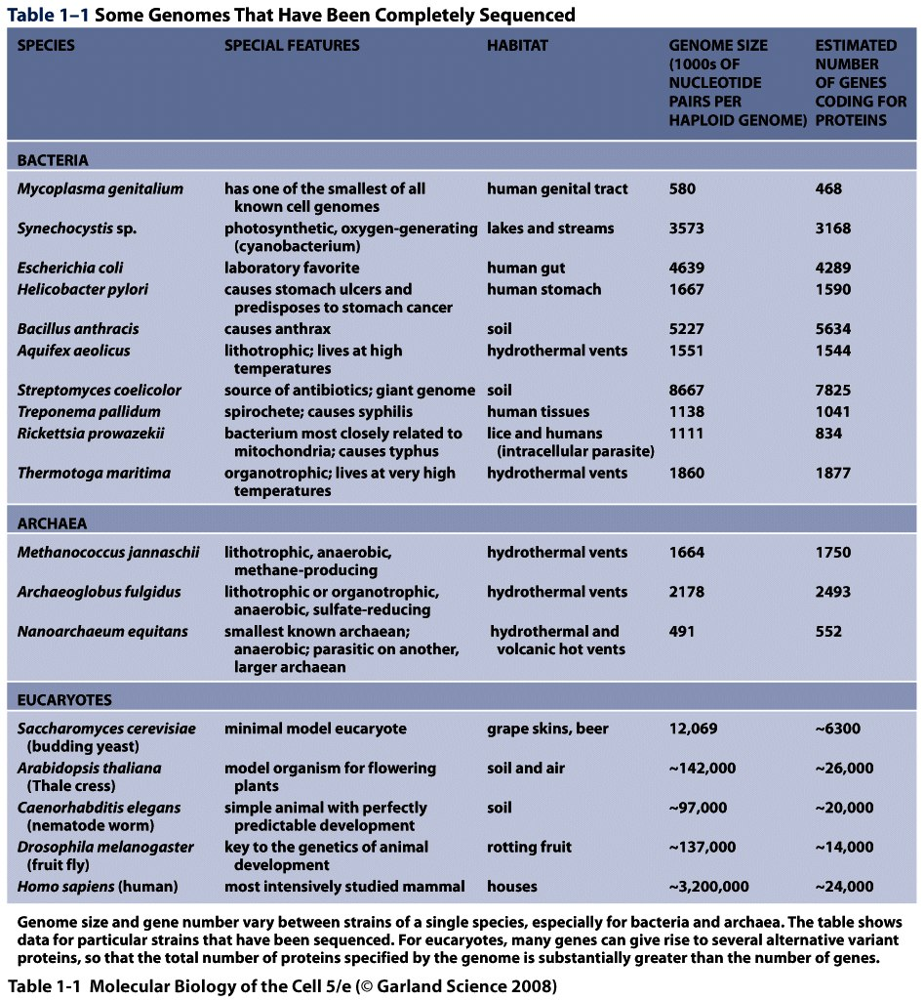 Table 1–1 Some Genomes That Have Been Completely Sequenced
SPECIES SPECIAL FEATURES HABITAT GENOME SIZE ESTIMATED
(1000s OF NUMBER
NUCLEOTIDE OF GENES
PAIRS PER CODING FOR
HAPLOID GENOME) PROTEINS
BACTERIA
Mycoplasma genitalium has one of the smallest of all human genital tract 580 468
known cell genomes
Synechocystis sp. photosynthetic, oxygen-generating lakes and streams 3573 3168
(cyanobacterium)
Escherichia coli laboratory favorite human gut 4639 4289
Helicobacter pylori causes stomach ulcers and human stomach 1667 1590
predisposes to stomach cancer
Bacillus anthracis causes anthrax soil 5227 5634
Aquifex aeolicus lithotrophic; lives at high hydrothermal vents 1551 1544
temperatures
Streptomyces coelicolor source of antibiotics; giant genome soil 8667 7825
Treponema pallidum spirochete; causes syphilis human tissues 1138 1041
Rickettsia prowazekii bacterium most closely related to lice and humans 1111 834
mitochondria; causes typhus (intracellular parasite)
Thermotoga maritima organotrophic; lives at very high hydrothermal vents 1860 1877
temperatures
ARCHAEA
Methanococcus jannaschii lithotrophic, anaerobic, hydrothermal vents 1664 1750
methane-producing
Archaeoglobus fulgidus lithotrophic or organotrophic, hydrothermal vents 2178 2493
anaerobic, sulfate-reducing
Nanoarchaeum equitans smallest known archaean; hydrothermal and 491 552
anaerobic; parasitic on another, volcanic hot vents
larger archaean
EUCARYOTES
Saccharomyces cerevisiae minimal model eucaryote grape skins, beer 12,069 ~6300
(budding yeast)
Arabidopsis thaliana model organism for flowering soil and air ~142,000 ~26,000
(Thale cress) plants
Caenorhabditis elegans simple animal with perfectly soil ~97,000 ~20,000
(nematode worm) predictable development
Drosophila melanogaster key to the genetics of animal rotting fruit ~137,000 ~14,000
(fruit fly) development
Homo sapiens (human) most intensively studied mammal houses ~3,200,000 ~24,000
Genome size and gene number vary between strains of a single species, especially for bacteria and archaea. The table shows
data for particular strains that have been sequenced. For eucaryotes, many genes can give rise to several alternative variant
proteins, so that the total number of proteins specified by the genome is substantially greater than the number of genes.
Table 1-1 Molecular Biology of the Cell 5/e (© Garland Science 2008)